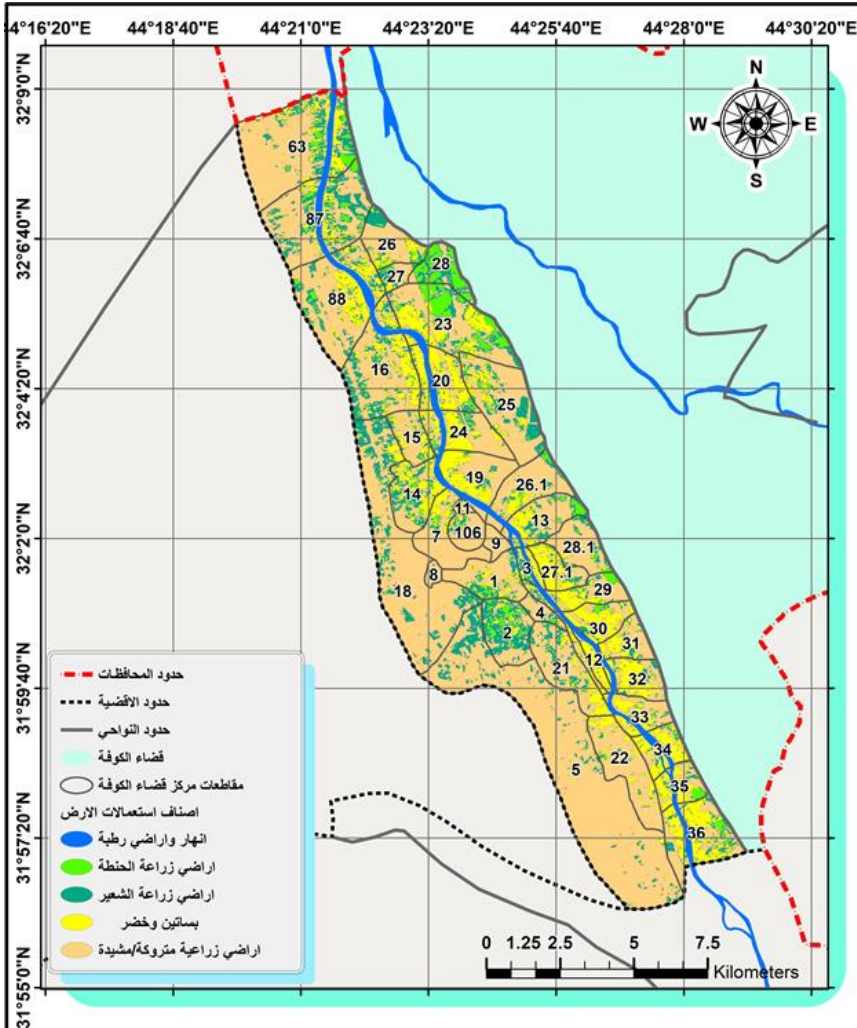 44°16'20"E 44°18'40"E 44°21'0"E 44°23'20"E 44°25'40"E 44°28'0"E 44°30'20"E
32°9'0"N
N
W E
S
63
32°6'40"N
87
26
28
27
88
23
32°4'20"N
16
20
25
15
24
19
26.1
14
11
13
32°2'0"N
7
106
9
28.1
3
27.1
8
1
29
18
4
30
2
31
12
21
32
31°59'40"N
33
34
22
5
35
36
31°57'20"N
31°55'0"N
حدود المحافظات
حدود الاقضية
حدود النواحي
قضاء الكوفة
مقاطعات مركز قضاء الكوفة
اصناف استعمالات الارض
انهار واراضي رطبة
اراضي زراعة الحنطة
اراضي زراعة الشعير
بساتين وخضر
اراضي زراعية متروكة/مشيدة
0 1.25 2.5 5 7.5
Kilometers